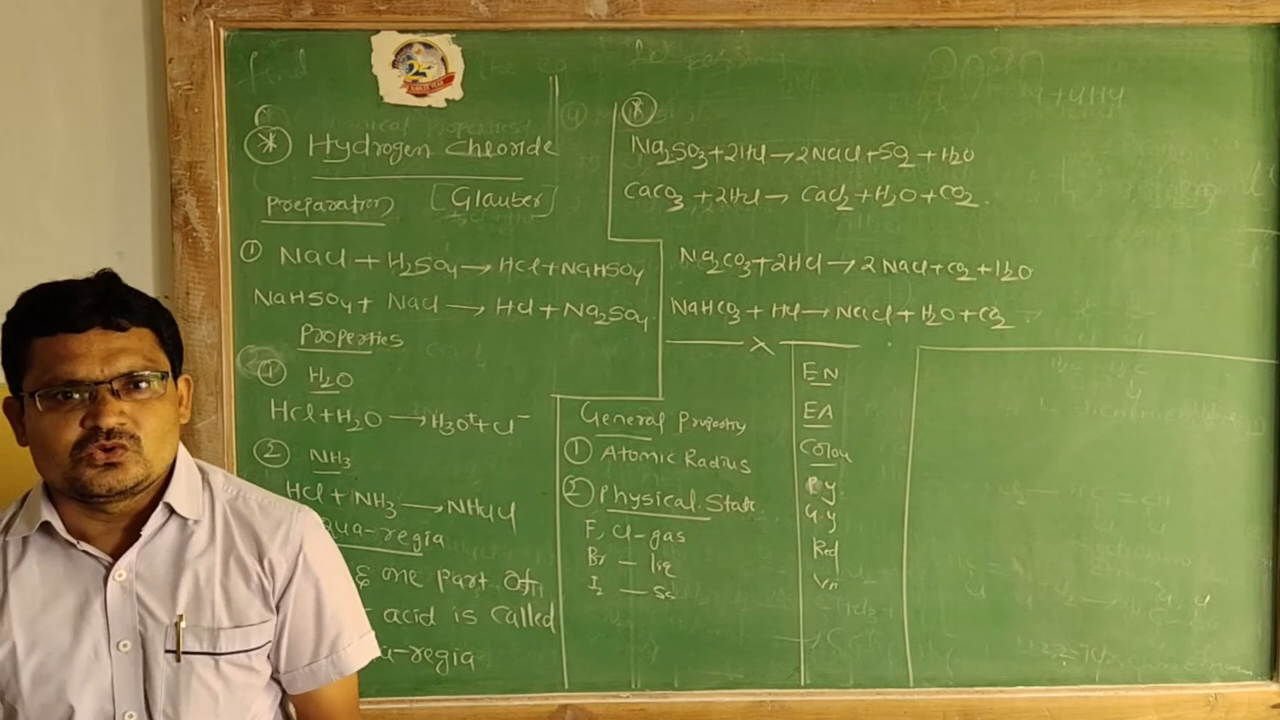 Hydrogen Chloride
Preparation [Glauber]
① NaCl + H₂SO₄ → HCl + NaHSO₄
NaHSO₄ + NaCl → HCl + Na₂SO₄
Properties
① H₂O
HCl + H₂O → H₃O⁺ + Cl⁻
② NH₃
HCl + NH₃ → NH₄Cl
ua-regia
one part of
acid is called
a-regia
Na₂SO₃ + 2HCl → 2NaCl + SO₂ + H₂O
CaCO₃ + 2HCl → CaCl₂ + H₂O + CO₂.
Na₂CO₃ + 2HCl → 2NaCl + CO₂ + H₂O
NaHCO₃ + HCl → NaCl + H₂O + CO₂.
General
① Atomic Radius
② Physical State
F, Cl - gas
Br — liq
I₂ —
EN
EA
Colou
P.y
G.y
Red
Vi
25